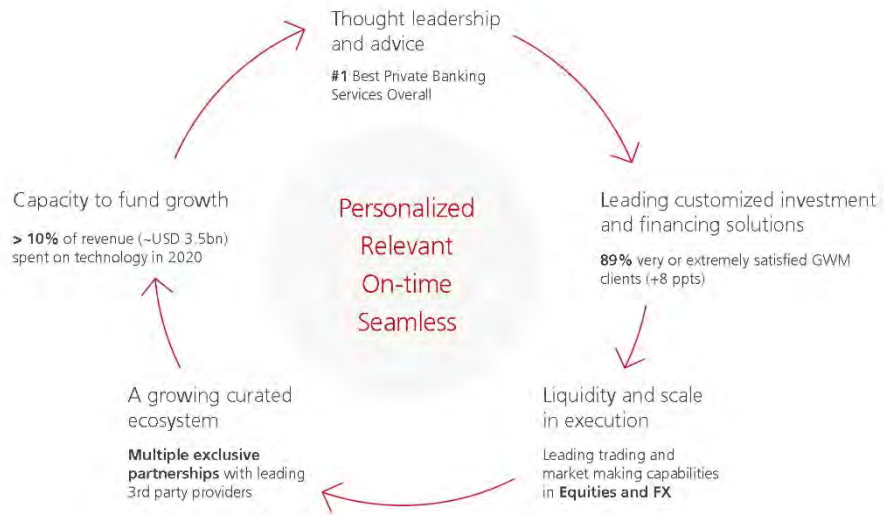 Thought leadership
and advice
#1 Best Private Banking
Services Overall
Leading customized investment
and financing solutions
89% very or extremely satisfied GWM
clients (+8 ppts)
Liquidity and scale
in execution
Leading trading and
market making capabilities
in Equities and FX
A growing curated
ecosystem
Multiple exclusive
partnerships with leading
3rd party providers
Capacity to fund growth
> 10% of revenue (~USD 3.5bn)
spent on technology in 2020
Personalized
Relevant
On-time
Seamless